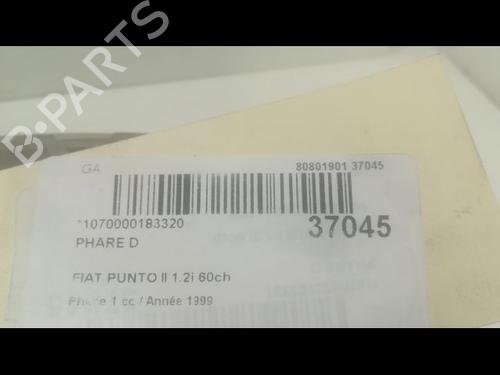 B-PARTS
GA
80801901 37045
*1070000183320
37045
PHARE D
FIAT PUNTO II 1.2i 60ch
Phase 1 cc / Année 1999